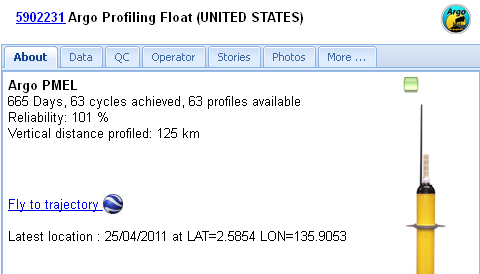 5902231 Argo Profiling Float (UNITED STATES)
Argo
About Data QC Operator Stories Photos More ...
Argo PMEL
665 Days, 63 cycles achieved, 63 profiles available
Reliability: 101 %
Vertical distance profiled: 125 km
Fly to trajectory
Latest location : 25/04/2011 at LAT=2.5854 LON=135.9053